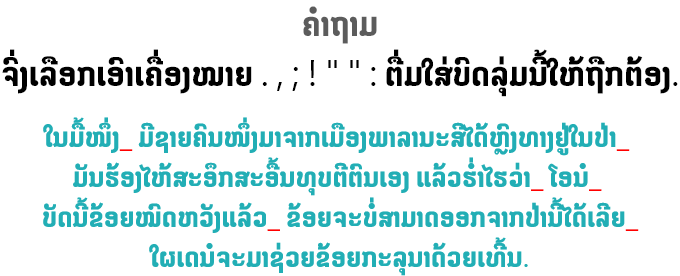 ຄຳຖາມ
ຈົ່ງເລືອກເອົາເຄື່ອງໝາຍ . , ; ! " " : ຕື່ມໃສ່ບົດລຸ່ມນີ້ໃຫ້ຖືກຕ້ອງ.
ໃນມື້ໜຶ່ງ_ ມີຊາຍຄົນໜຶ່ງມາຈາກເມືອງພາລານະສີໄດ້ຫຼົງທາງຢູ່ໃນປ່າ_
ມັນຮ້ອງໄຫ້ສະອຶກສະອື້ນທຸບຕີຕົນເອງ ແລ້ວຮ່ຳໄຮວ່າ_ ໂອນໍ_
ບັດນີ້ຂ້ອຍໝົດຫວັງແລ້ວ_ ຂ້ອຍຈະບໍ່ສາມາດອອກຈາກປ່ານີ້ໄດ້ເລີຍ_
ໃຜເດນໍຈະມາຊ່ວຍຂ້ອຍກະລຸນາດ້ວຍເທີ້ນ.